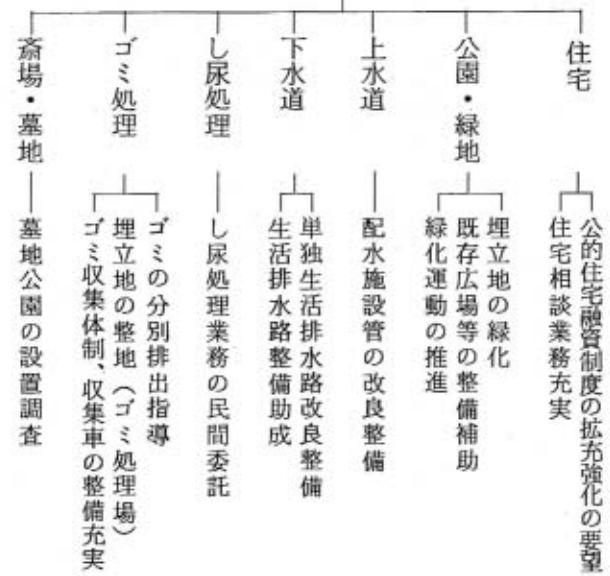 住宅
公的住宅融資制度の拡充強化の要望
住宅相談業務充実
公園・緑地
埋立地の緑化
既存広場等の整備補助
緑化運動の推進
上水道
配水施設管の改良整備
下水道
単独生活排水路改良整備
生活排水路整備助成
し尿処理
し尿処理業務の民間委託
ゴミ処理
ゴミの分別排出指導
埋立地の整地（ゴミ処理場）
ゴミ収集体制、収集車の整備充実
斎場・墓地
墓地公園の設置調査